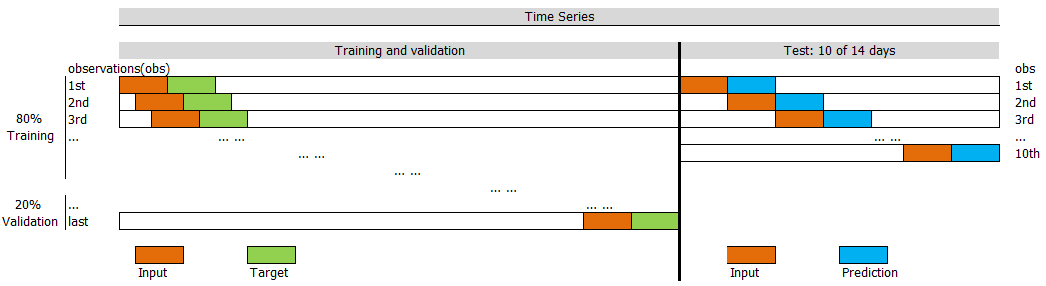 Time Series
Training and validation
Test: 10 of 14 days
observations(obs)
obs
1st
1st
2nd
2nd
80%
3rd
3rd
Training
...
... ...
... ...
...
... ...
10th
... ...
... ...
20%
...
... ...
Validation
last
Input
Target
Input
Prediction